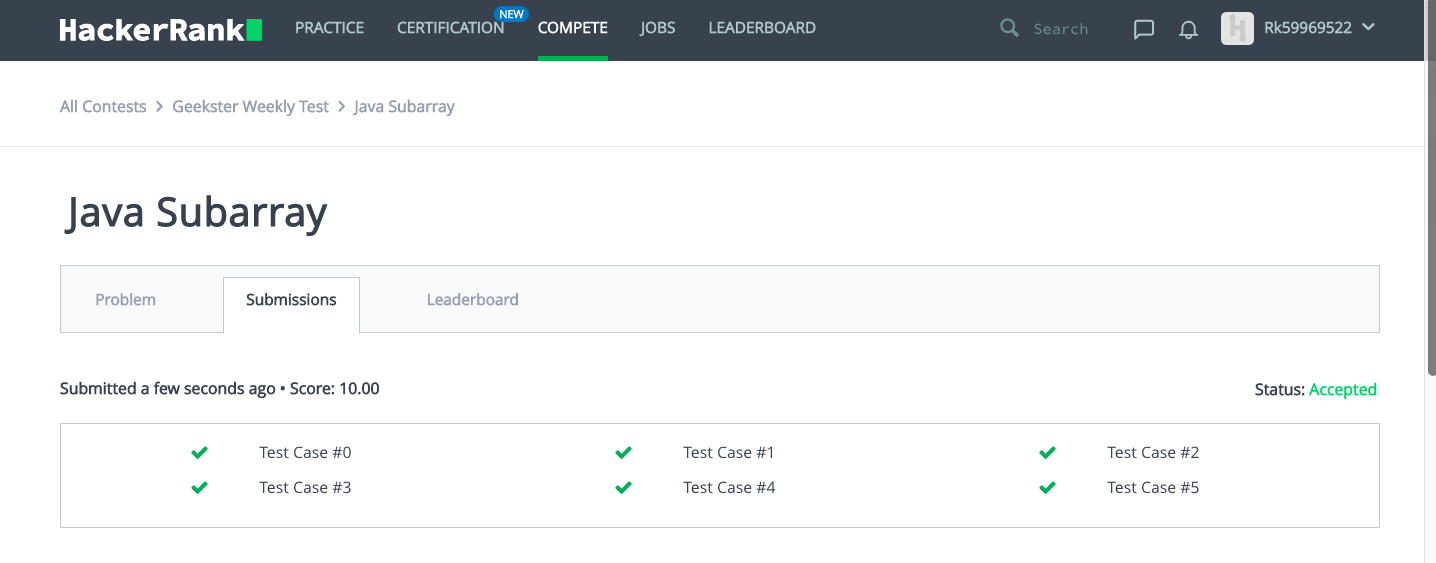 HackerRank PRACTICE CERTIFICATION NEW COMPETE JOBS LEADERBOARD Search Rk59969522
All Contests > Geekster Weekly Test > Java Subarray
Java Subarray
Problem Submissions Leaderboard
Submitted a few seconds ago • Score: 10.00 Status: Accepted
Test Case #0 Test Case #1 Test Case #2
Test Case #3 Test Case #4 Test Case #5